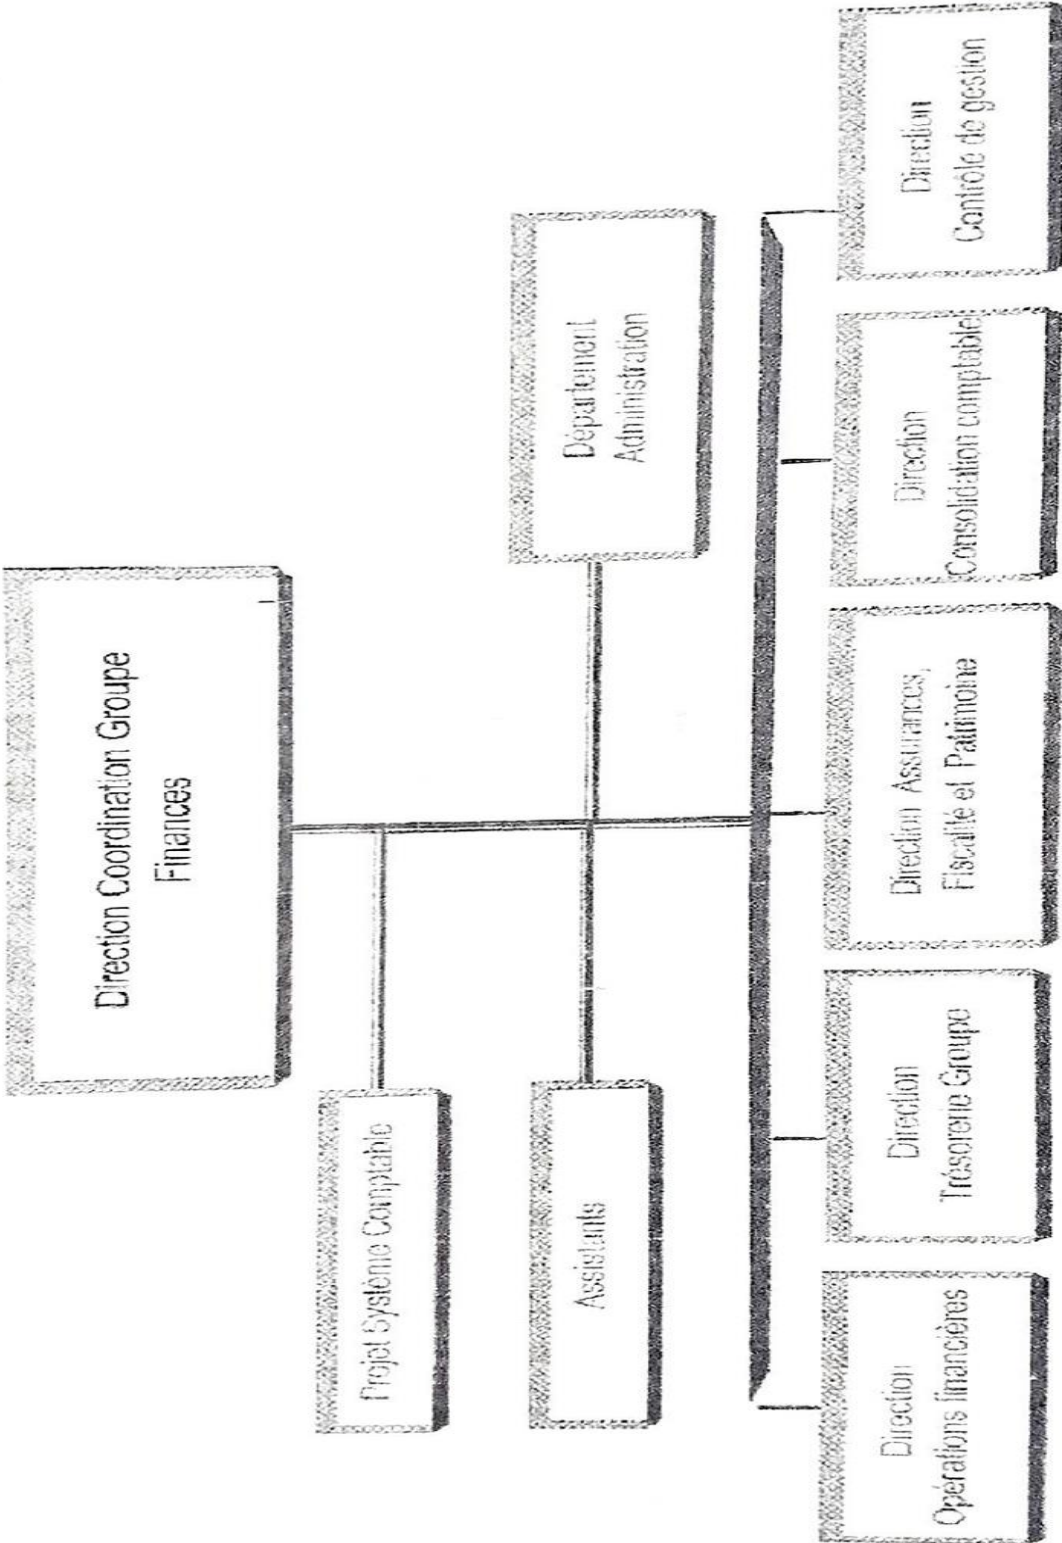 Direction Coordination Groupe
Finances
Projet Système Comptable
Assistants
Département
Administration
Direction
Opérations financières
Direction
Trésorerie Groupe
Direction Assurances,
Fiscalité et Patrimoine
Direction
Consolidation comptable
Direction
Contrôle de gestion